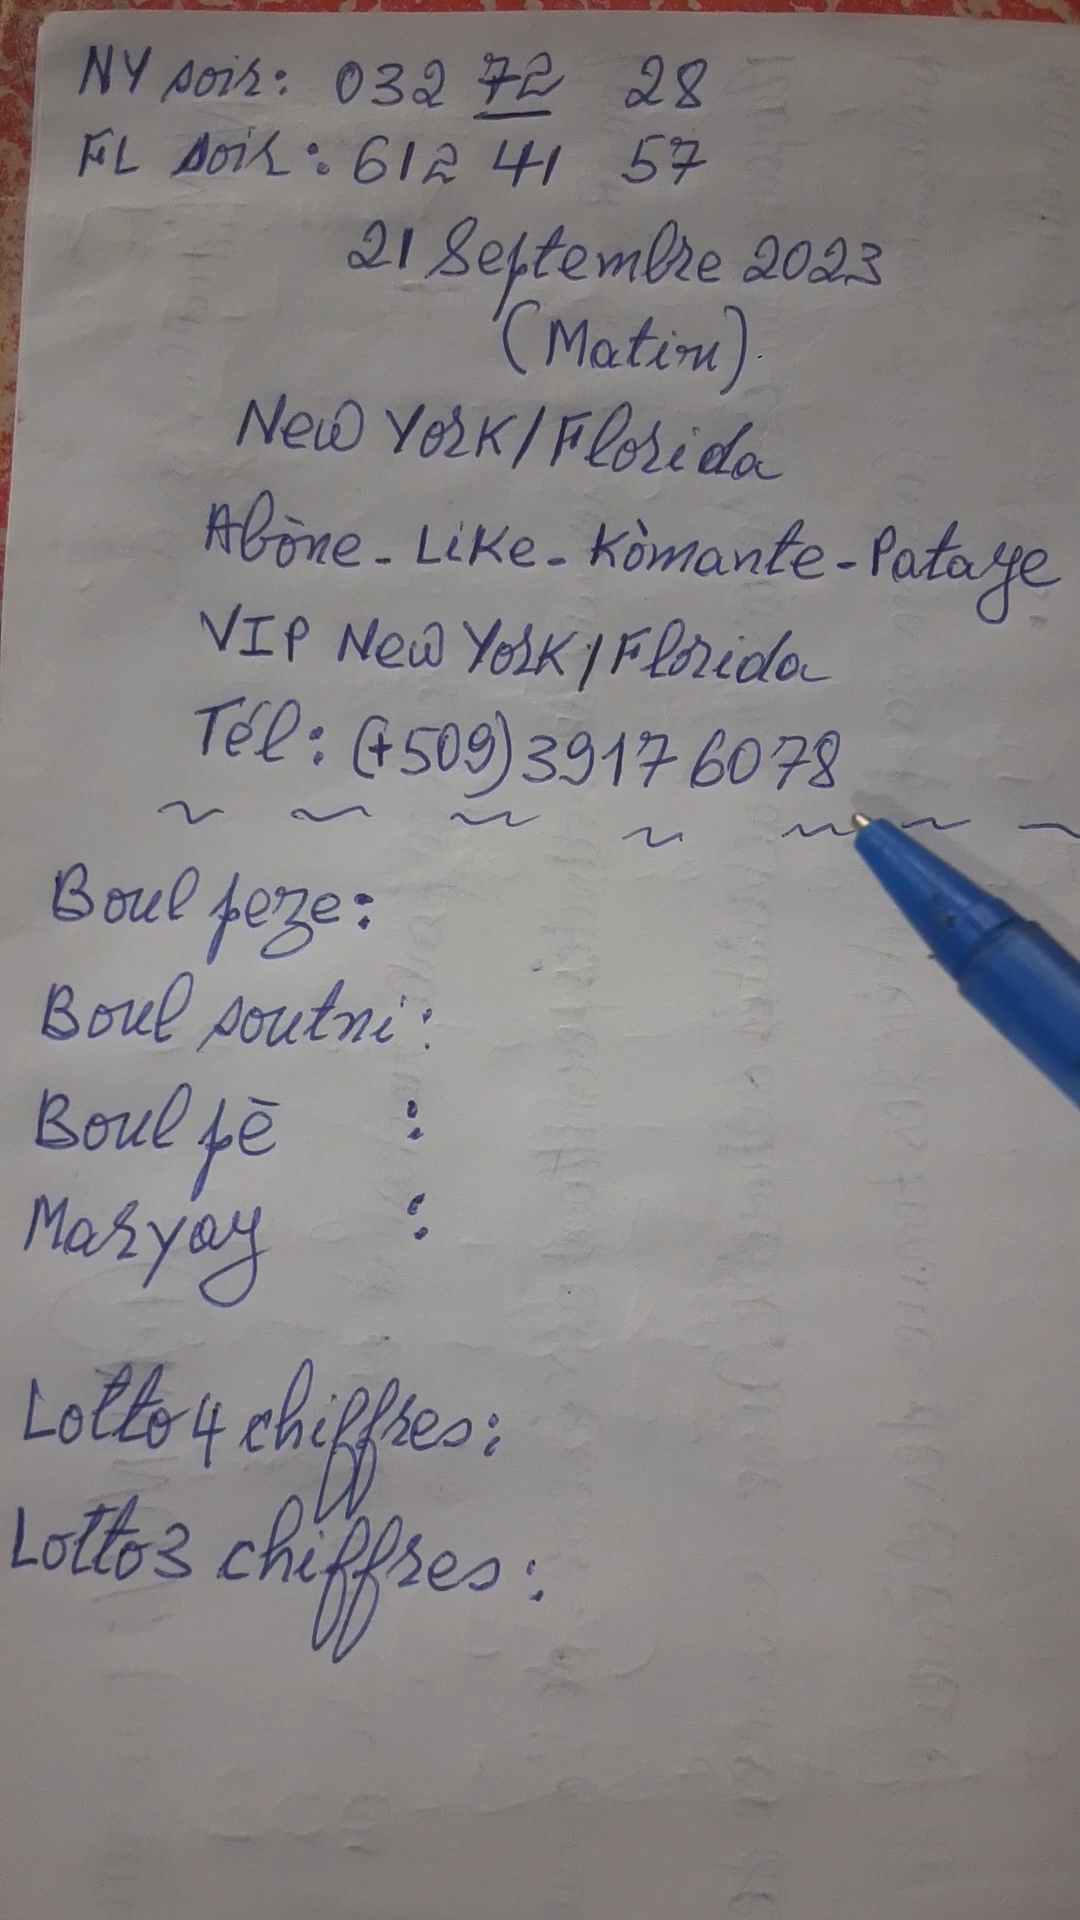 NY soir: 032 72 28
FL soir: 612 41 57
21 Septembre 2023
(Matin).
New York/Florida
Abòne - Like - Kòmante - Pataje
VIP New York/Florida
Tél: (+509) 3917 6078
~ ~ ~ ~ ~ ~ ~
Boul peze:
Boul soutni:
Boul pè :
Maryaj :
Lotto 4 chiffres:
Lotto 3 chiffres: